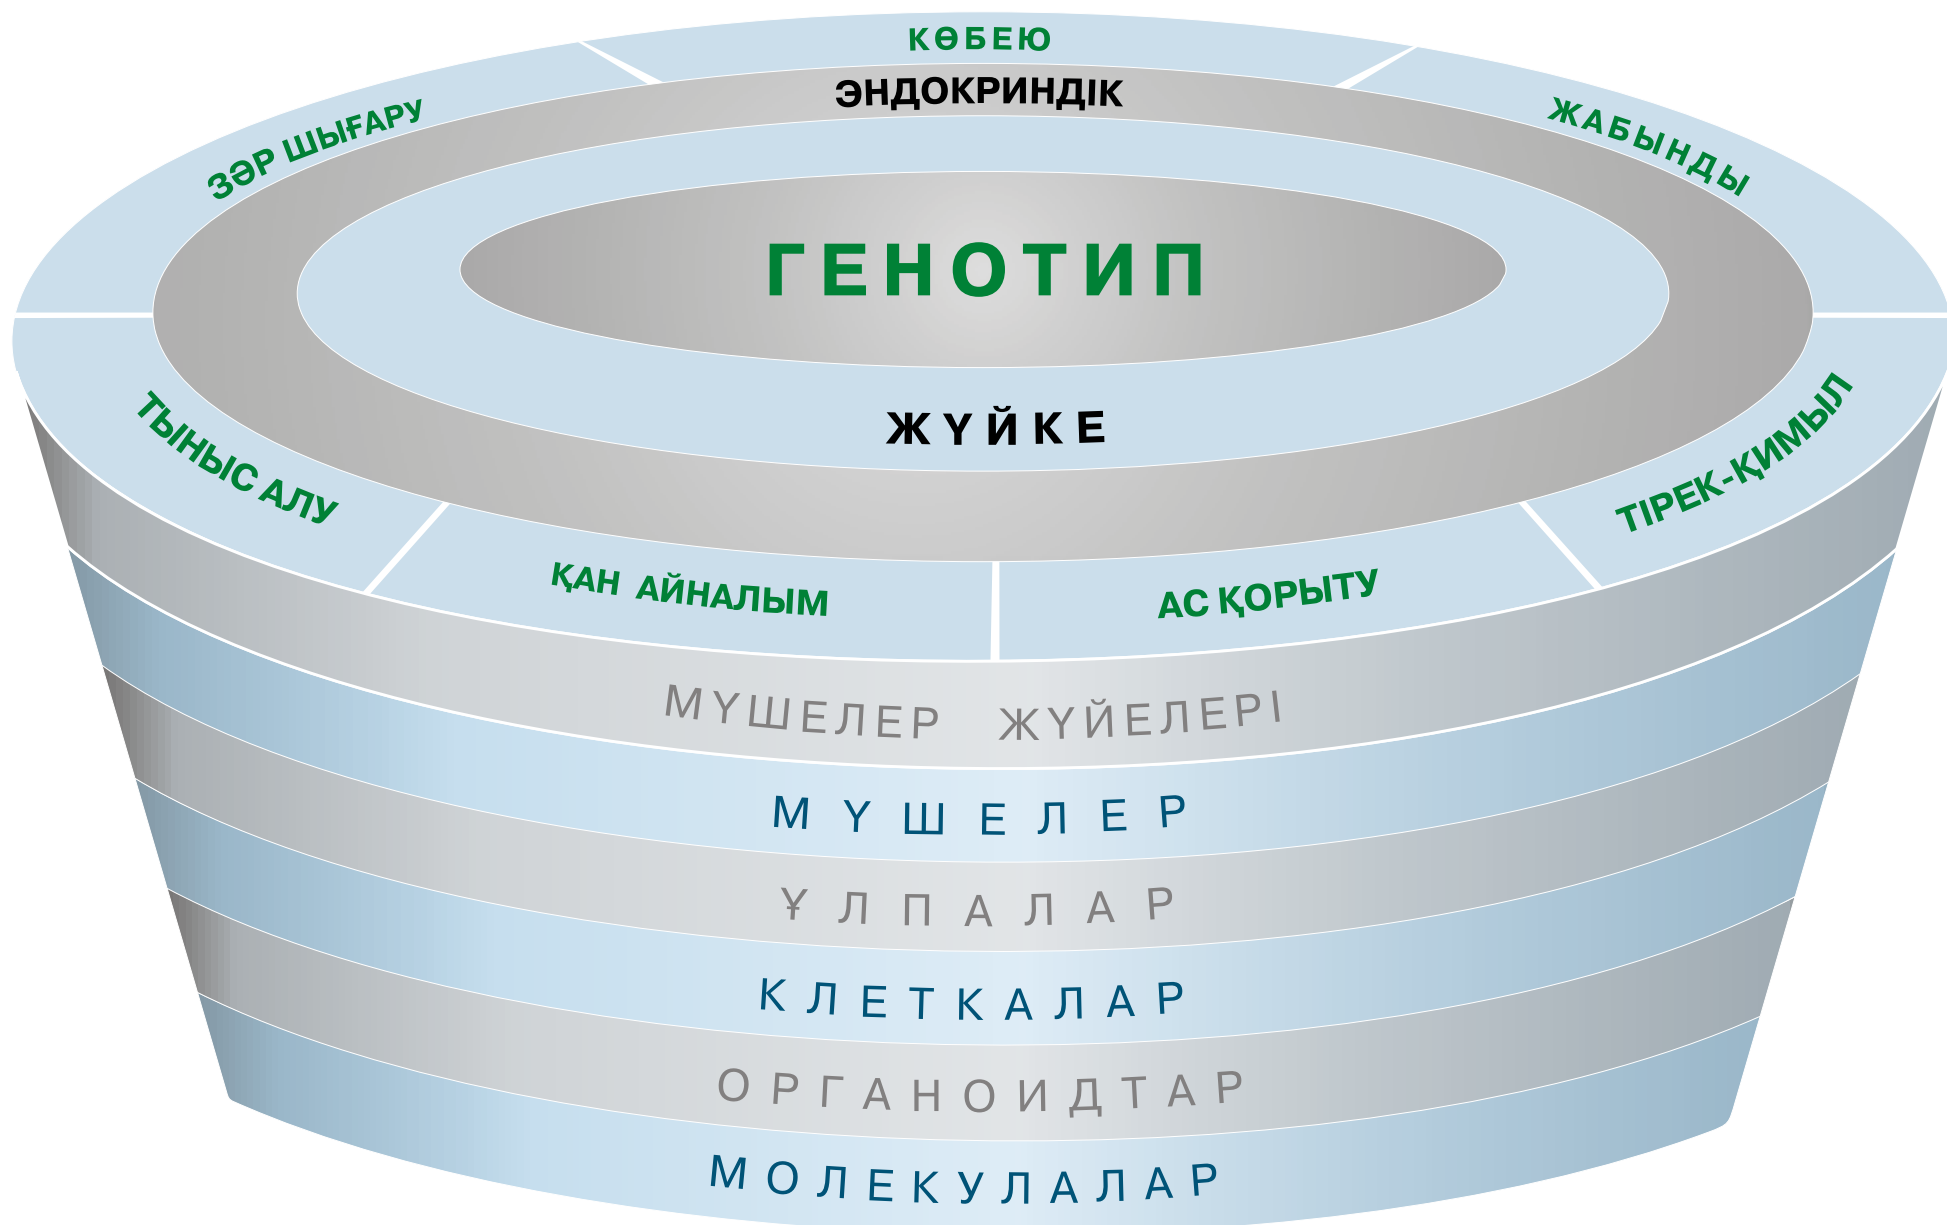 КӨБЕЮ
ЭНДОКРИНДІК
ЗӘР ШЫҒАРУ
ЖАБЫНДЫ
ГЕНОТИП
ЖҮЙКЕ
ТЫНЫС АЛУ
ТІРЕК-ҚИМЫЛ
ҚАН АЙНАЛЫМ
АС ҚОРЫТУ
МҮШЕЛЕР ЖҮЙЕЛЕРІ
МҮШЕЛЕР
ҰЛПАЛАР
КЛЕТКАЛАР
ОРГАНОИДТАР
МОЛЕКУЛАЛАР